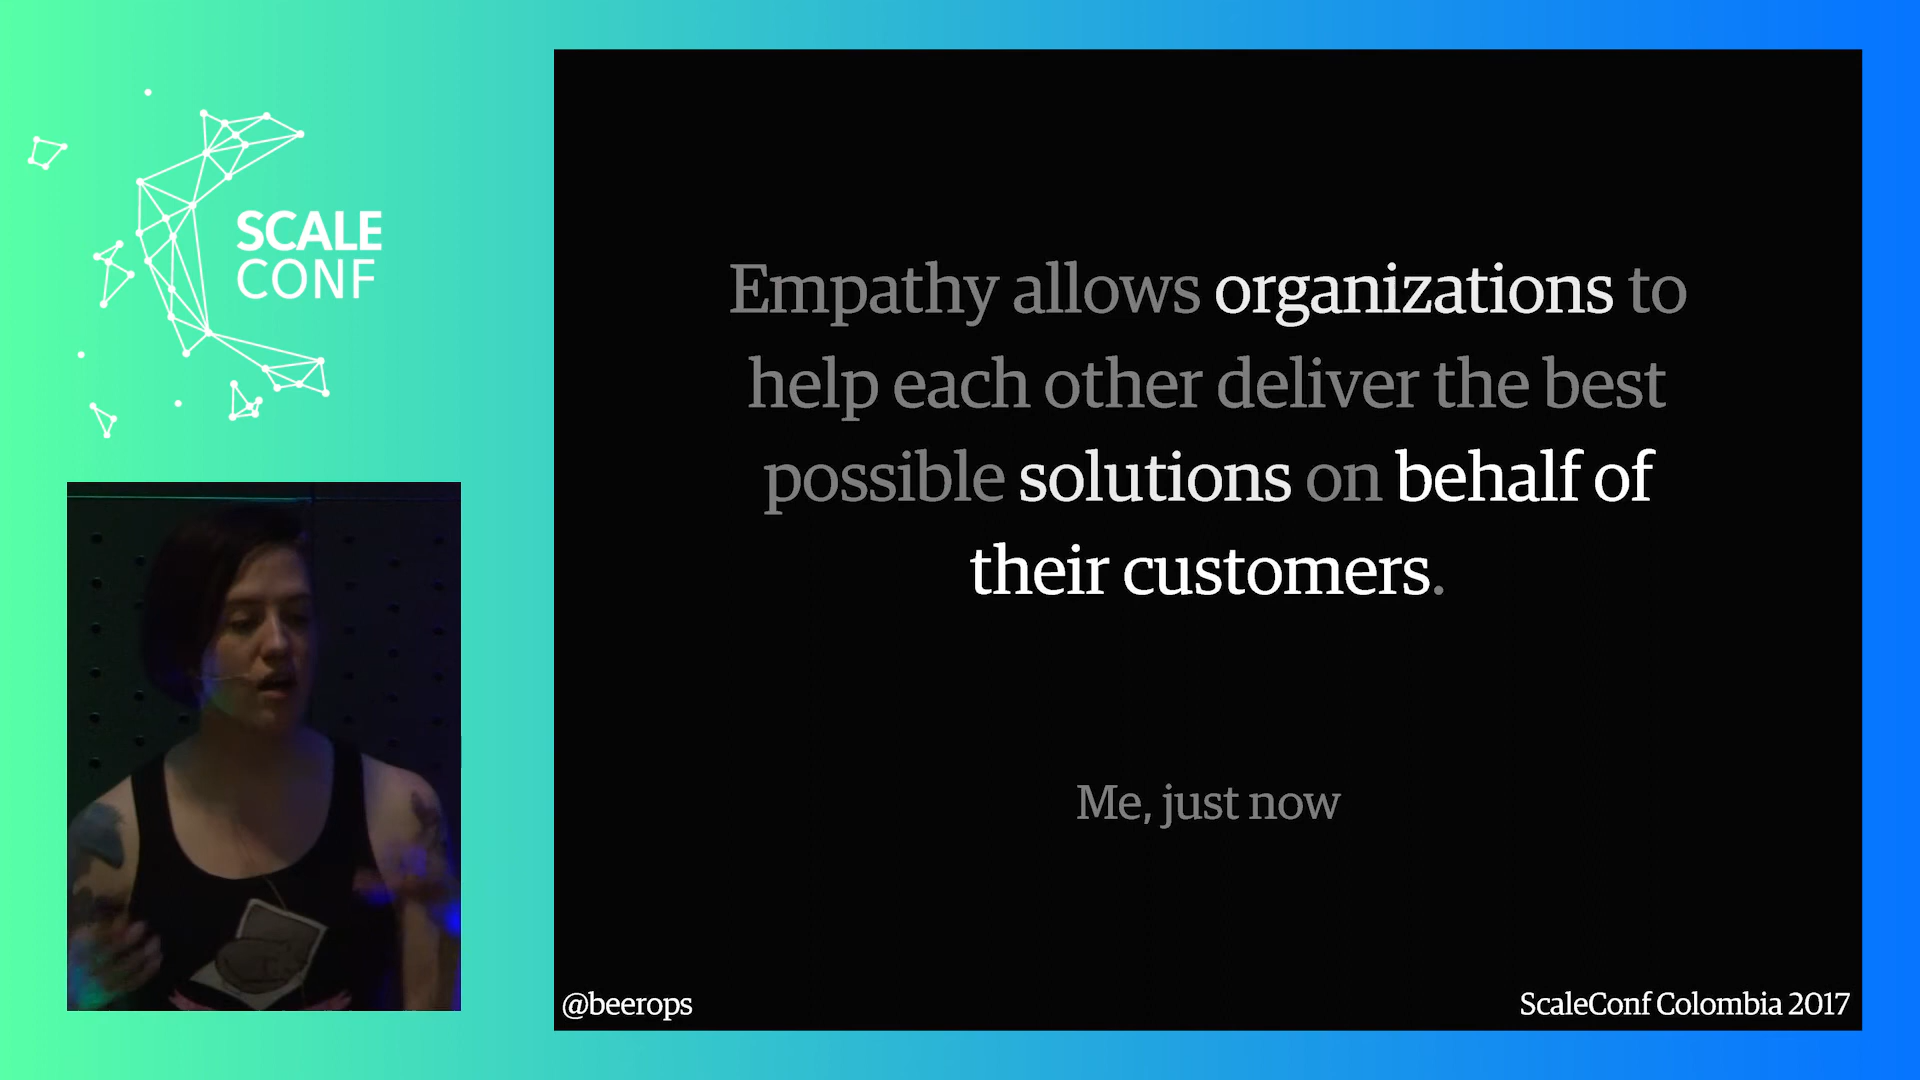 SCALE
CONF
Empathy allows organizations to
help each other deliver the best
possible solutions on behalf of
their customers.
Me, just now
@beerops
ScaleConf Colombia 2017